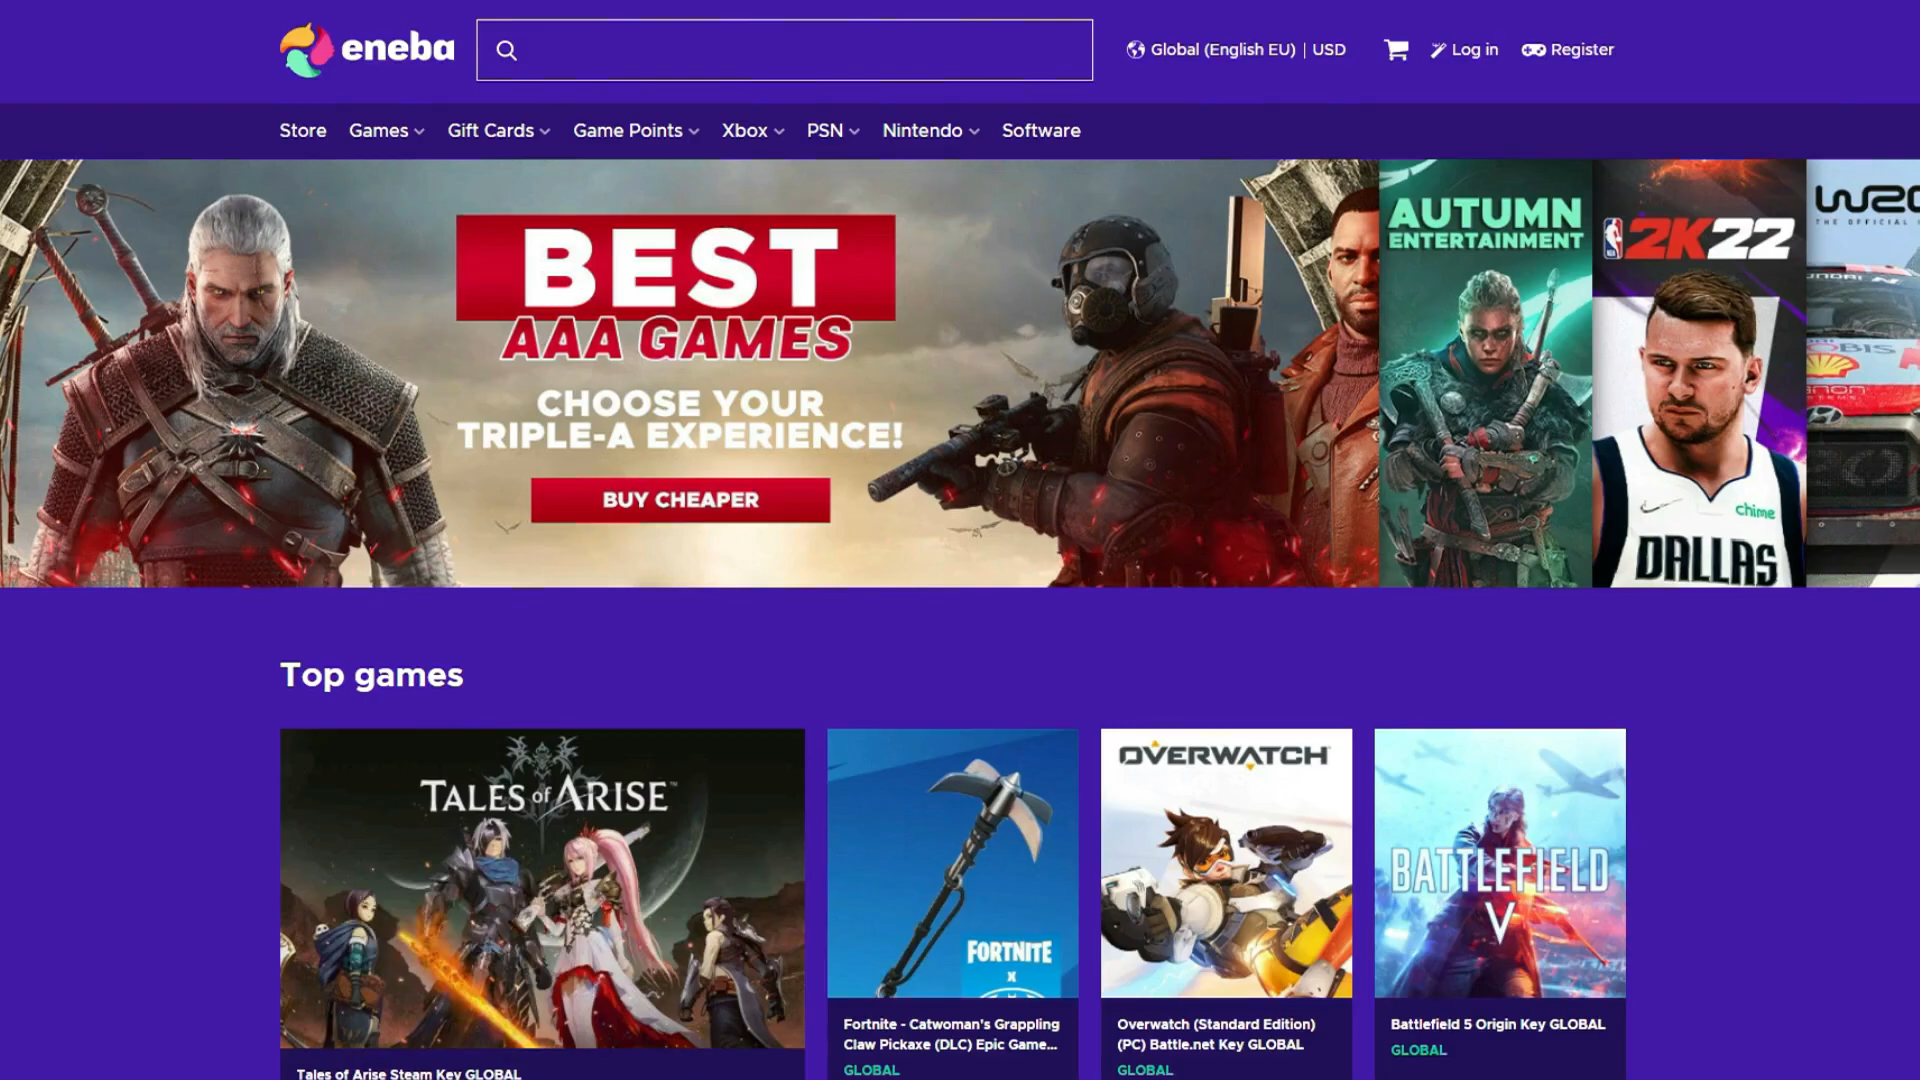 eneba
Global (English EU) | USD
Log in
Register
Store
Games
Gift Cards
Game Points
Xbox
PSN
Nintendo
Software
BEST
AAA GAMES
CHOOSE YOUR
TRIPLE-A EXPERIENCE!
BUY CHEAPER
AUTUMN
ENTERTAINMENT
2K22
chime
DALLAS
Top games
TALES of ARISE™
FORTNITE
X
OVERWATCH
BATTLEFIELD
V
Fortnite - Catwoman's Grappling
Claw Pickaxe (DLC) Epic Game...
GLOBAL
Overwatch (Standard Edition)
(PC) Battle.net Key GLOBAL
GLOBAL
Battlefield 5 Origin Key GLOBAL
GLOBAL
Tales of Arise Steam Key GLOBAL